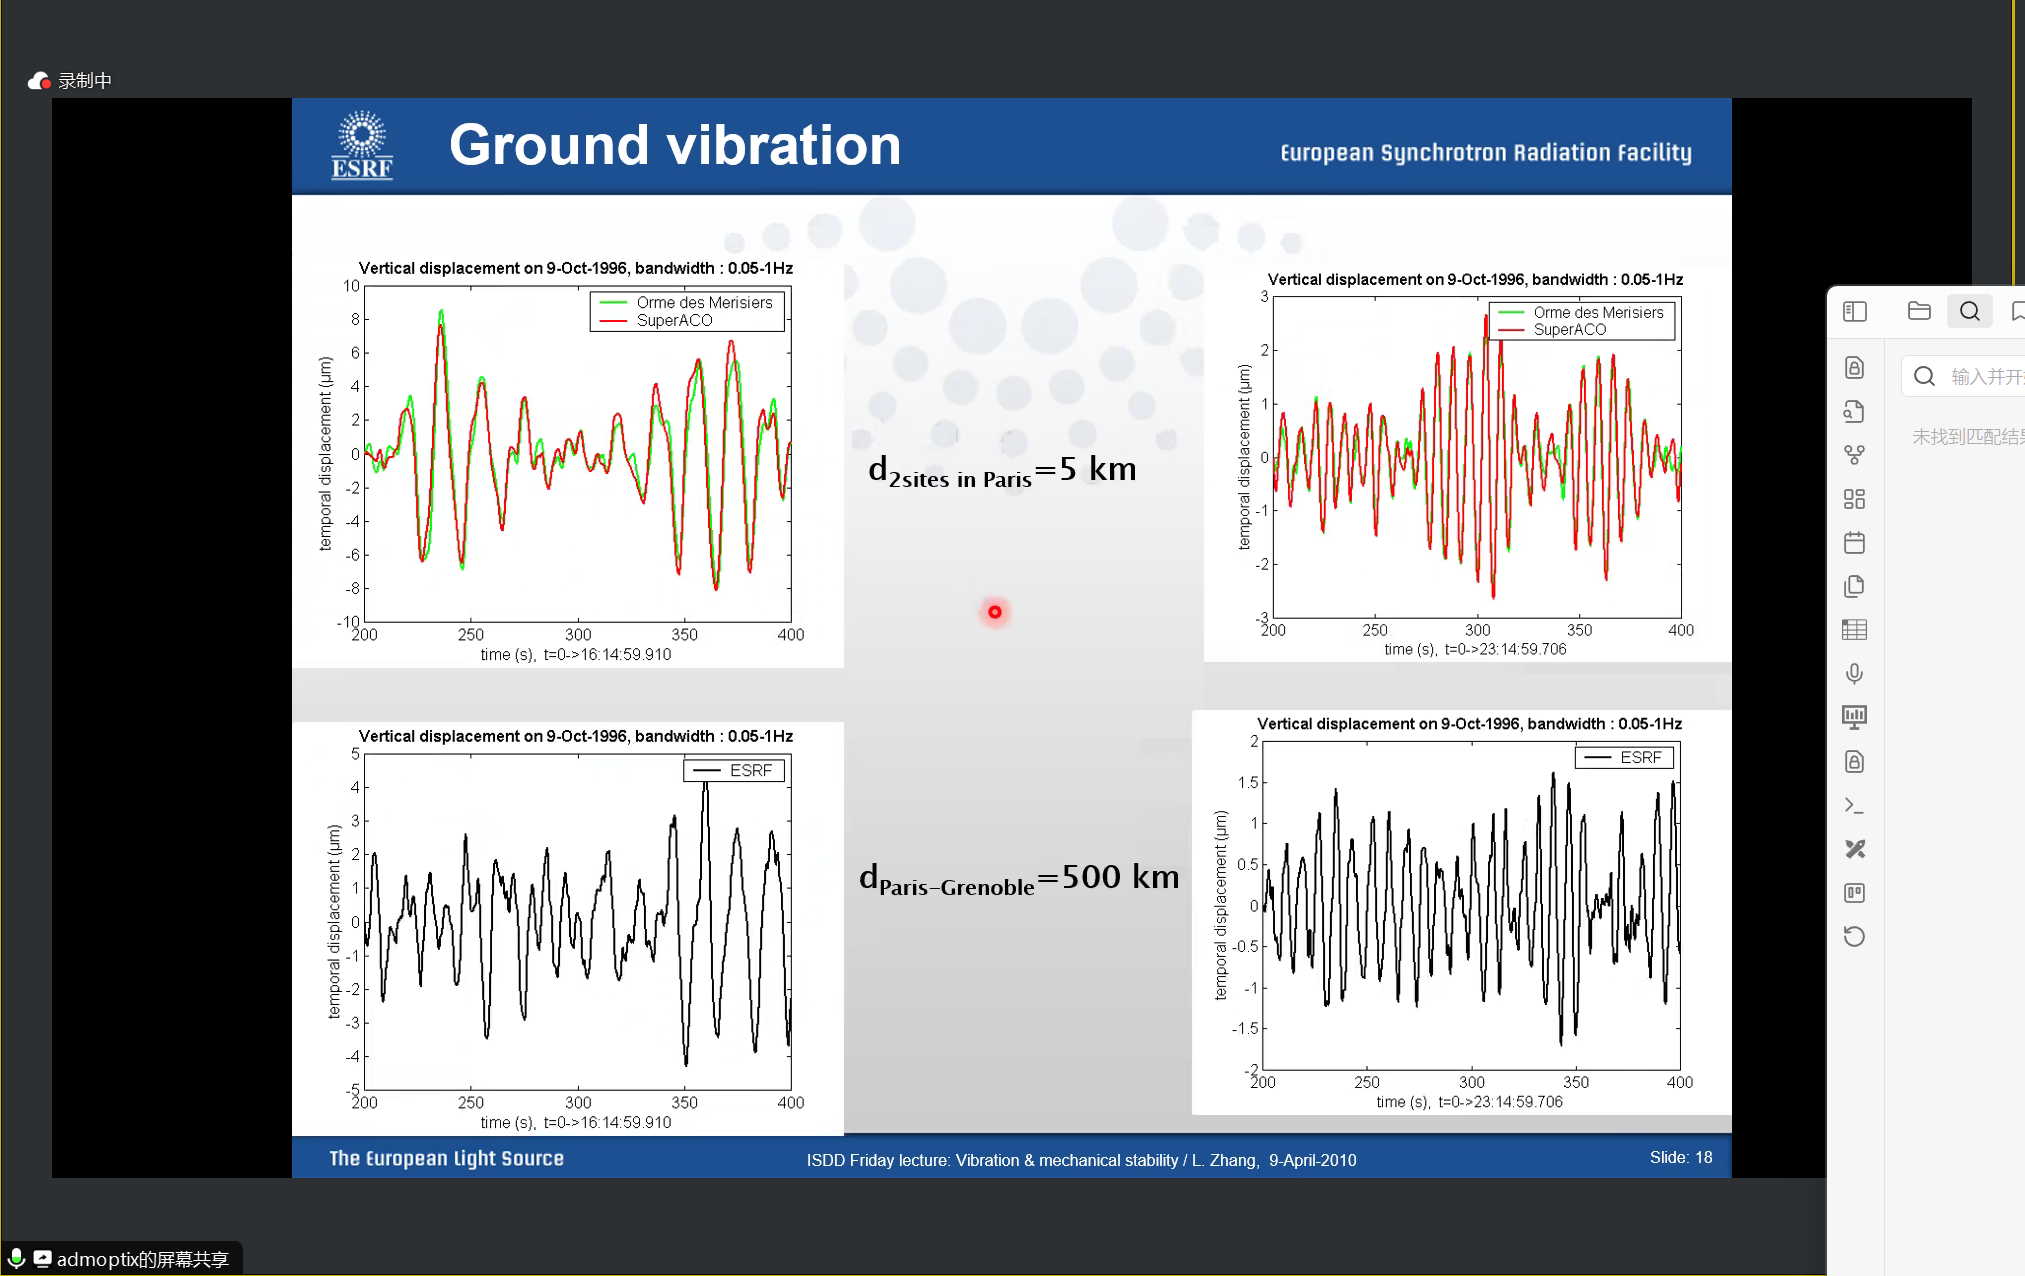 录制中
ESRF
Ground vibration
European Synchrotron Radiation Facility
Vertical displacement on 9-Oct-1996, bandwidth : 0.05-1Hz
Orme des Merisiers
SuperACO
10
8
6
4
2
0
-2
-4
-6
-8
-10
temporal displacement (µm)
200 250 300 350 400
time (s), t=0->16:14:59.910
d2sites in Paris=5 km
Vertical displacement on 9-Oct-1996, bandwidth : 0.05-1Hz
Orme des Merisiers
SuperACO
3
2
1
0
-1
-2
-3
temporal displacement (µm)
200 250 300 350 400
time (s), t=0->23:14:59.706
Vertical displacement on 9-Oct-1996, bandwidth : 0.05-1Hz
ESRF
5
4
3
2
1
0
-1
-2
-3
-4
-5
temporal displacement (µm)
200 250 300 350 400
time (s), t=0->16:14:59.910
dParis-Grenoble=500 km
Vertical displacement on 9-Oct-1996, bandwidth : 0.05-1Hz
ESRF
2
1.5
1
0.5
0
-0.5
-1
-1.5
-2
temporal displacement (µm)
200 250 300 350 400
time (s), t=0->23:14:59.706
The European Light Source
ISDD Friday lecture: Vibration & mechanical stability / L. Zhang, 9-April-2010
Slide: 18
输入并开
未找到匹配结
admoptix的屏幕共享